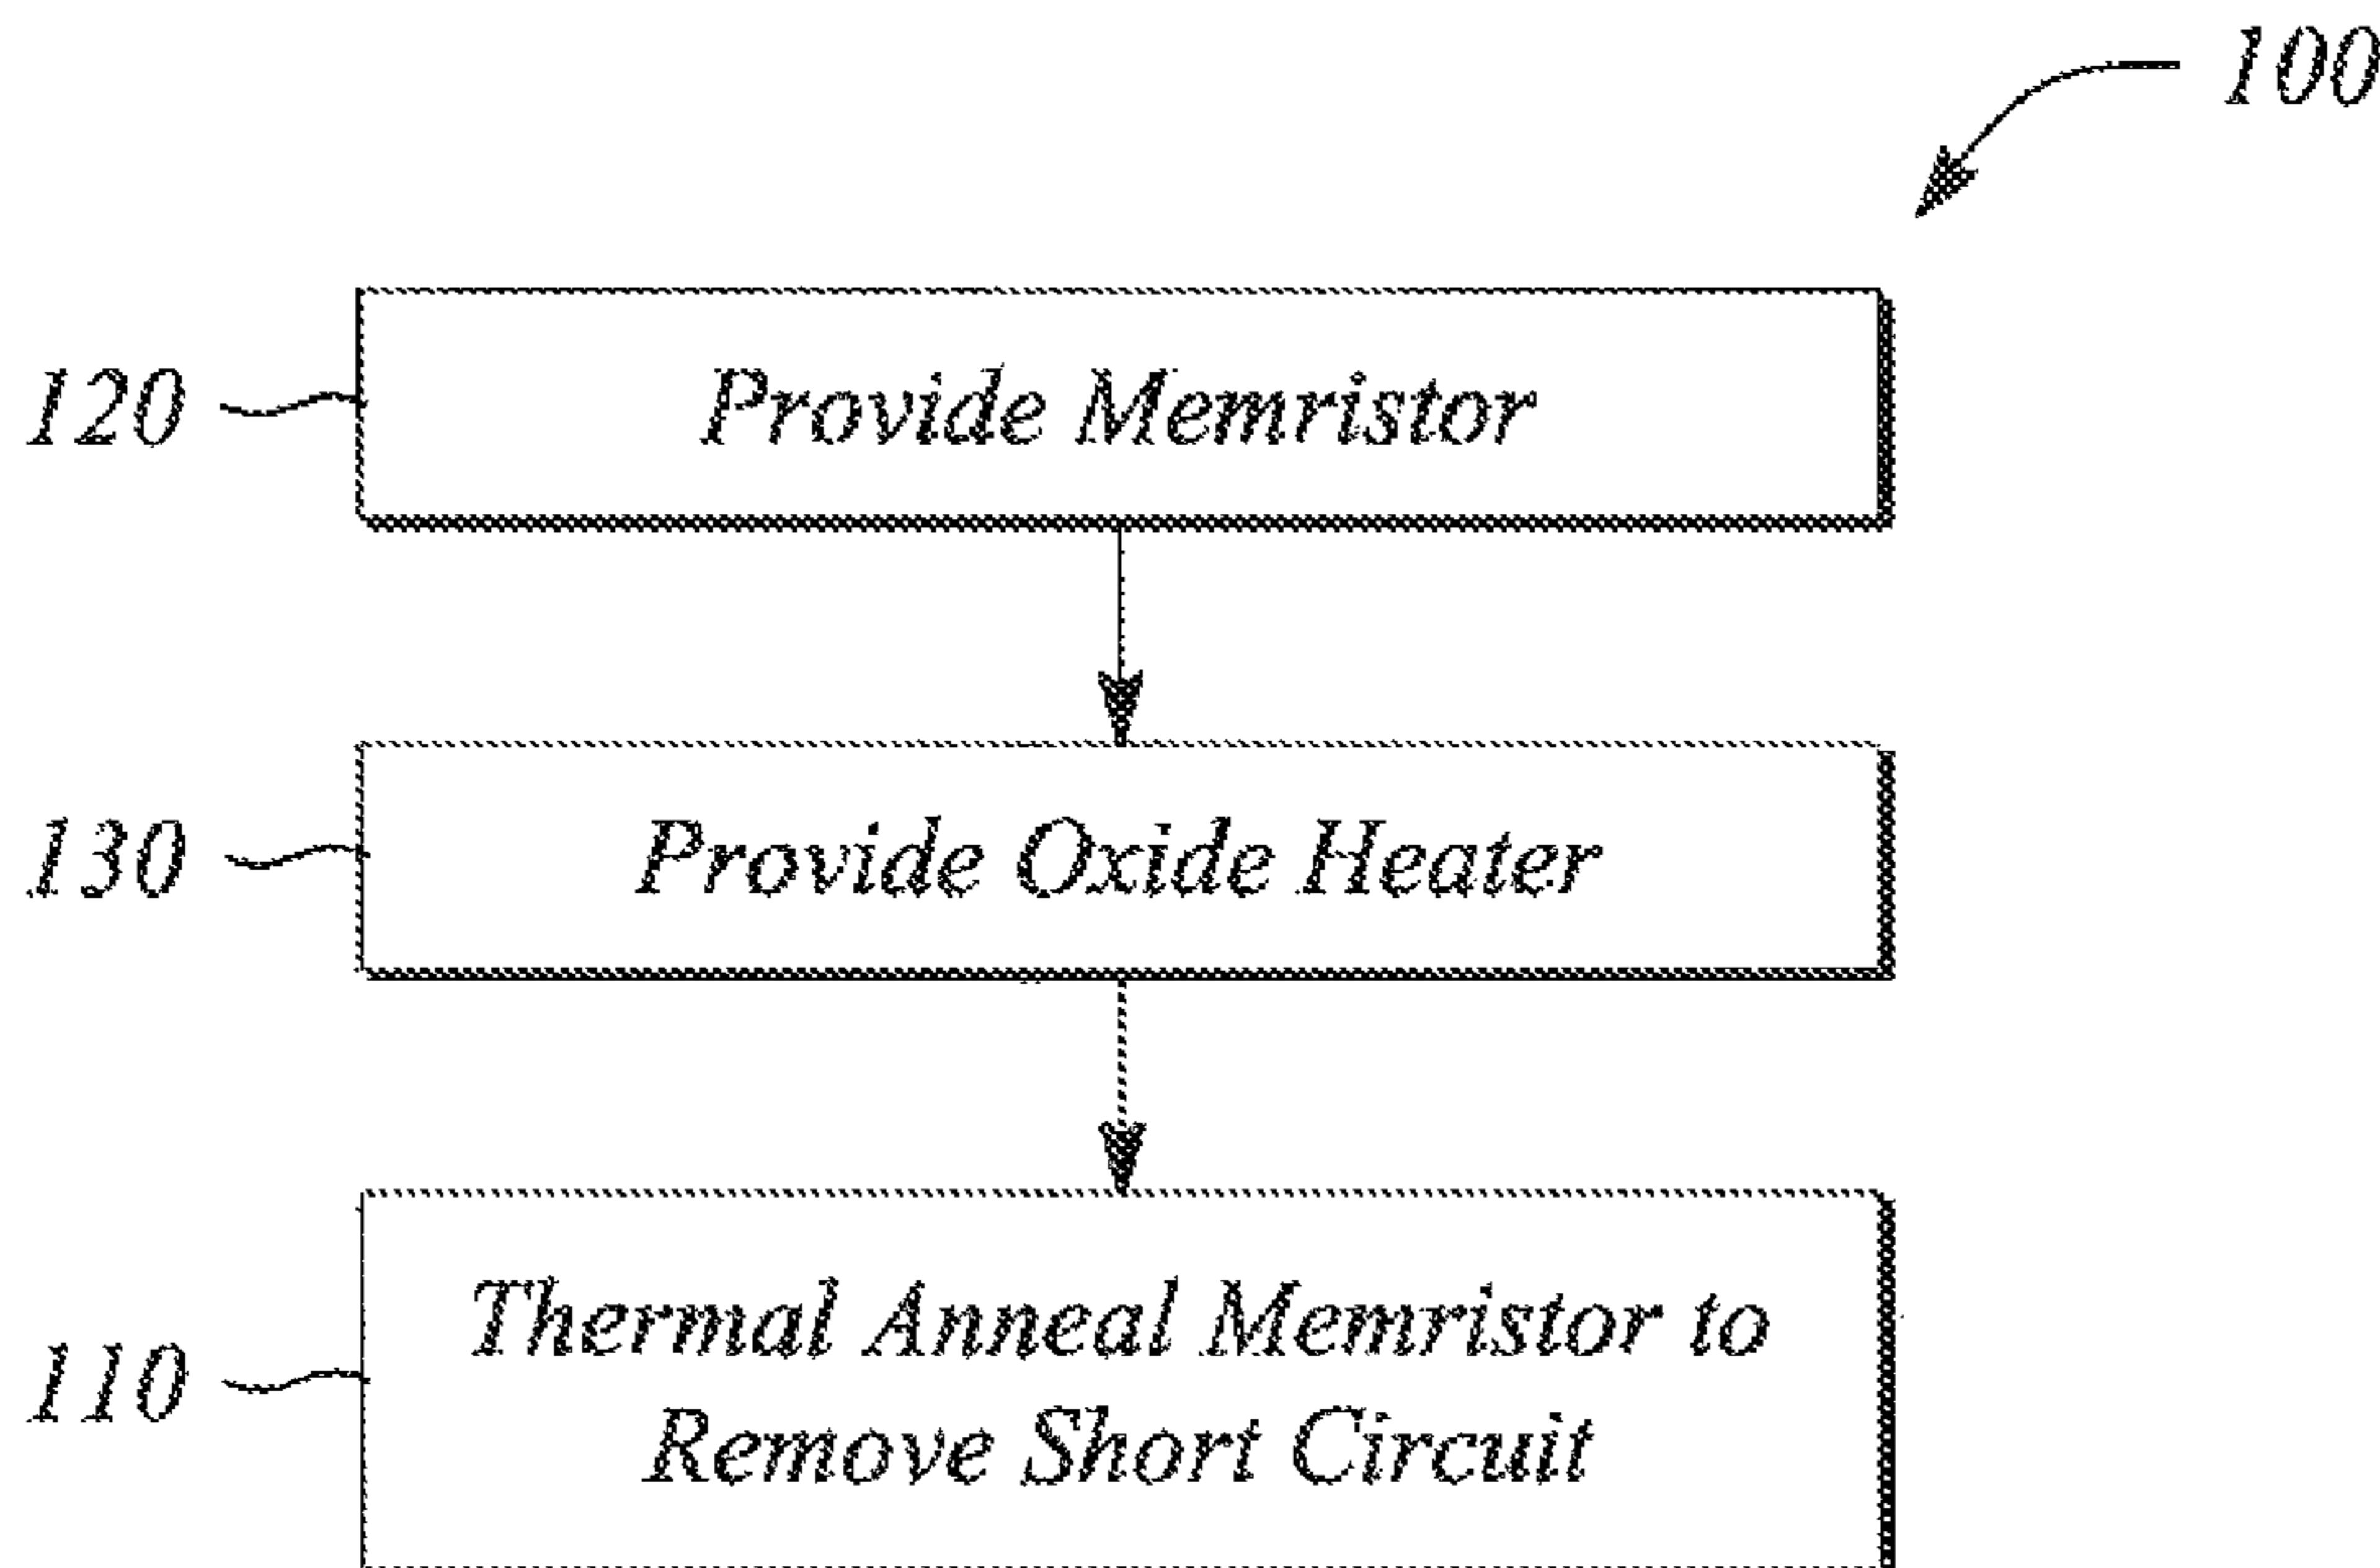 100
120
Provide Memristor
130
Provide Oxide Heater
110
Thermal Anneal Memristor to
Remove Short Circuit